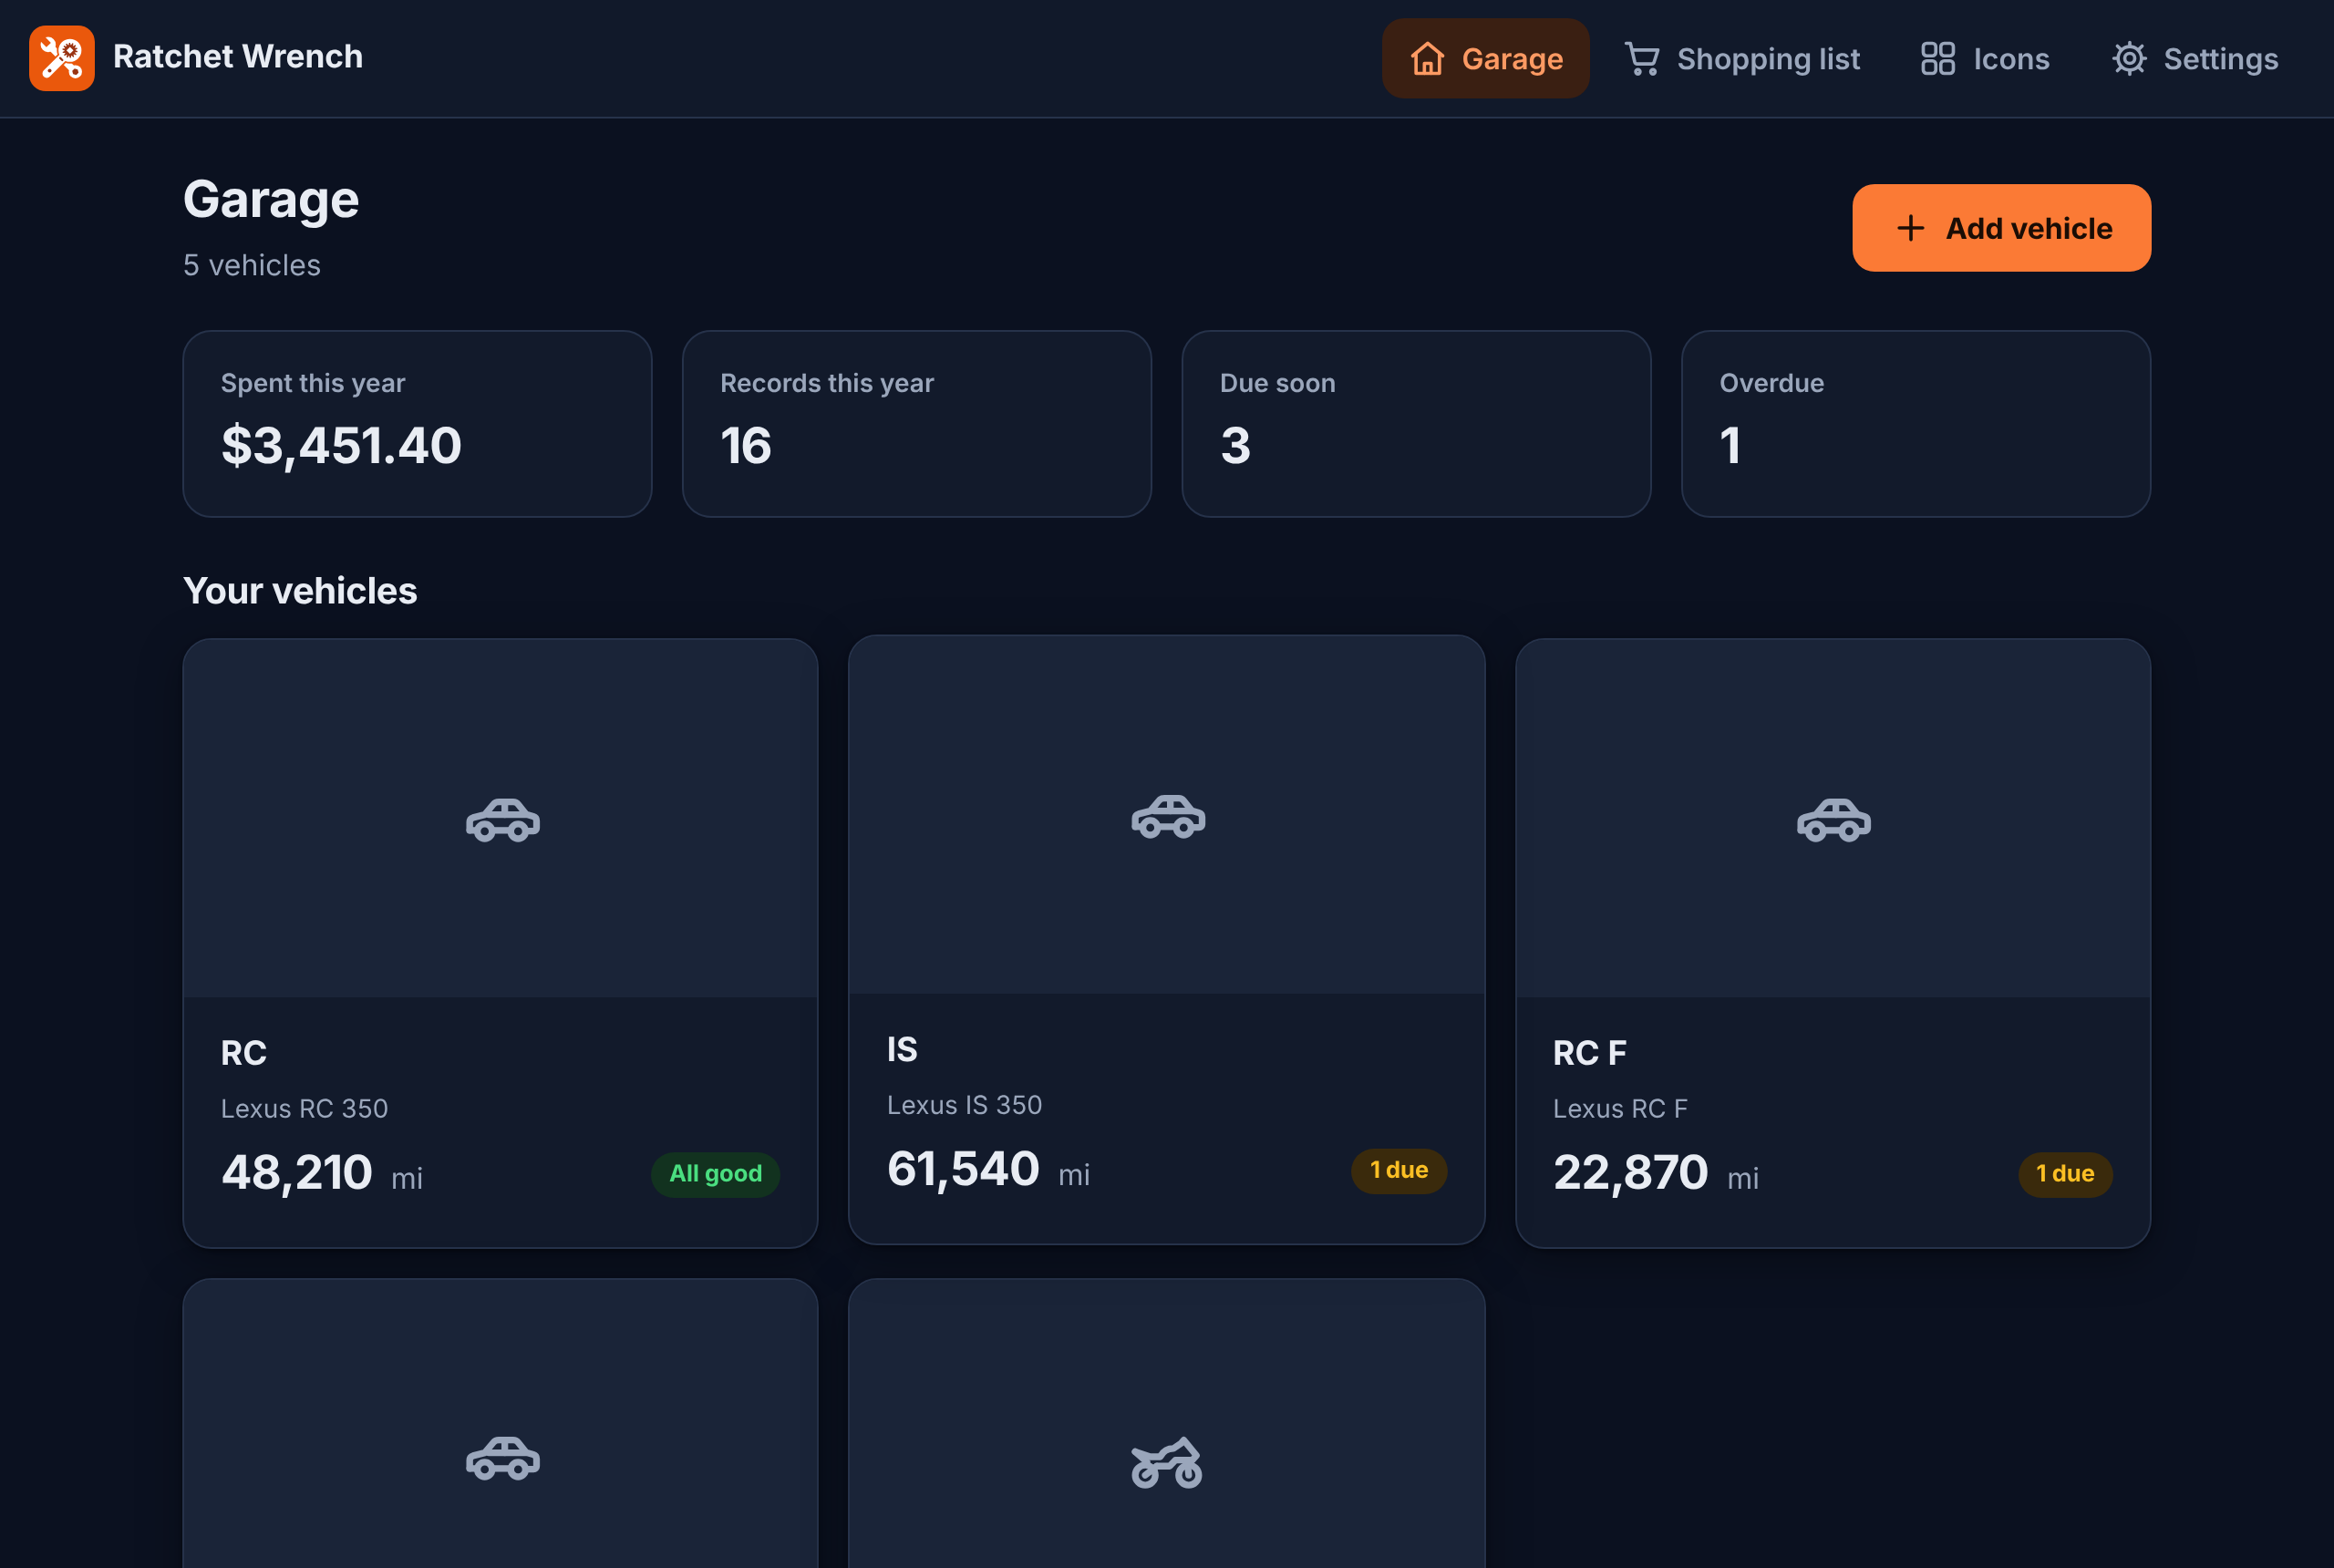 Ratchet Wrench
Garage
Shopping list
Icons
Settings
Garage
5 vehicles
Add vehicle
Spent this year
$3,451.40
Records this year
16
Due soon
3
Overdue
1
Your vehicles
RC
Lexus RC 350
48,210 mi
All good
IS
Lexus IS 350
61,540 mi
1 due
RC F
Lexus RC F
22,870 mi
1 due